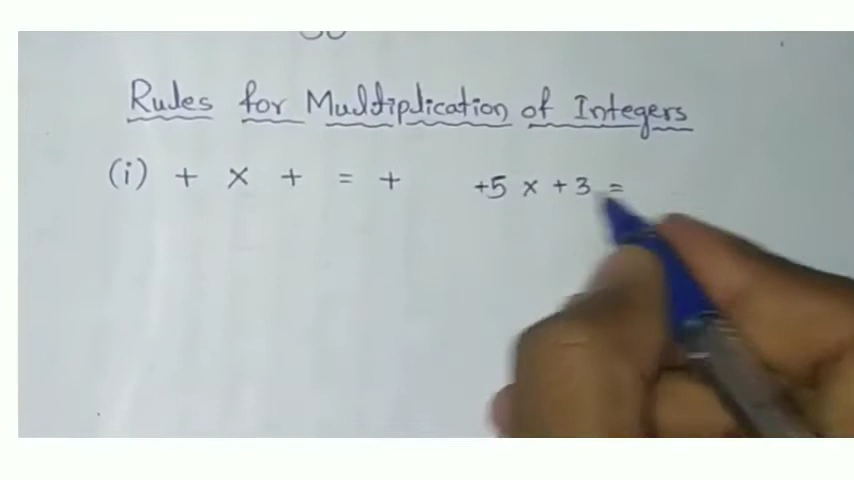 Rules for Multiplication of Integers
(i) + x + = + +5 x +3 =